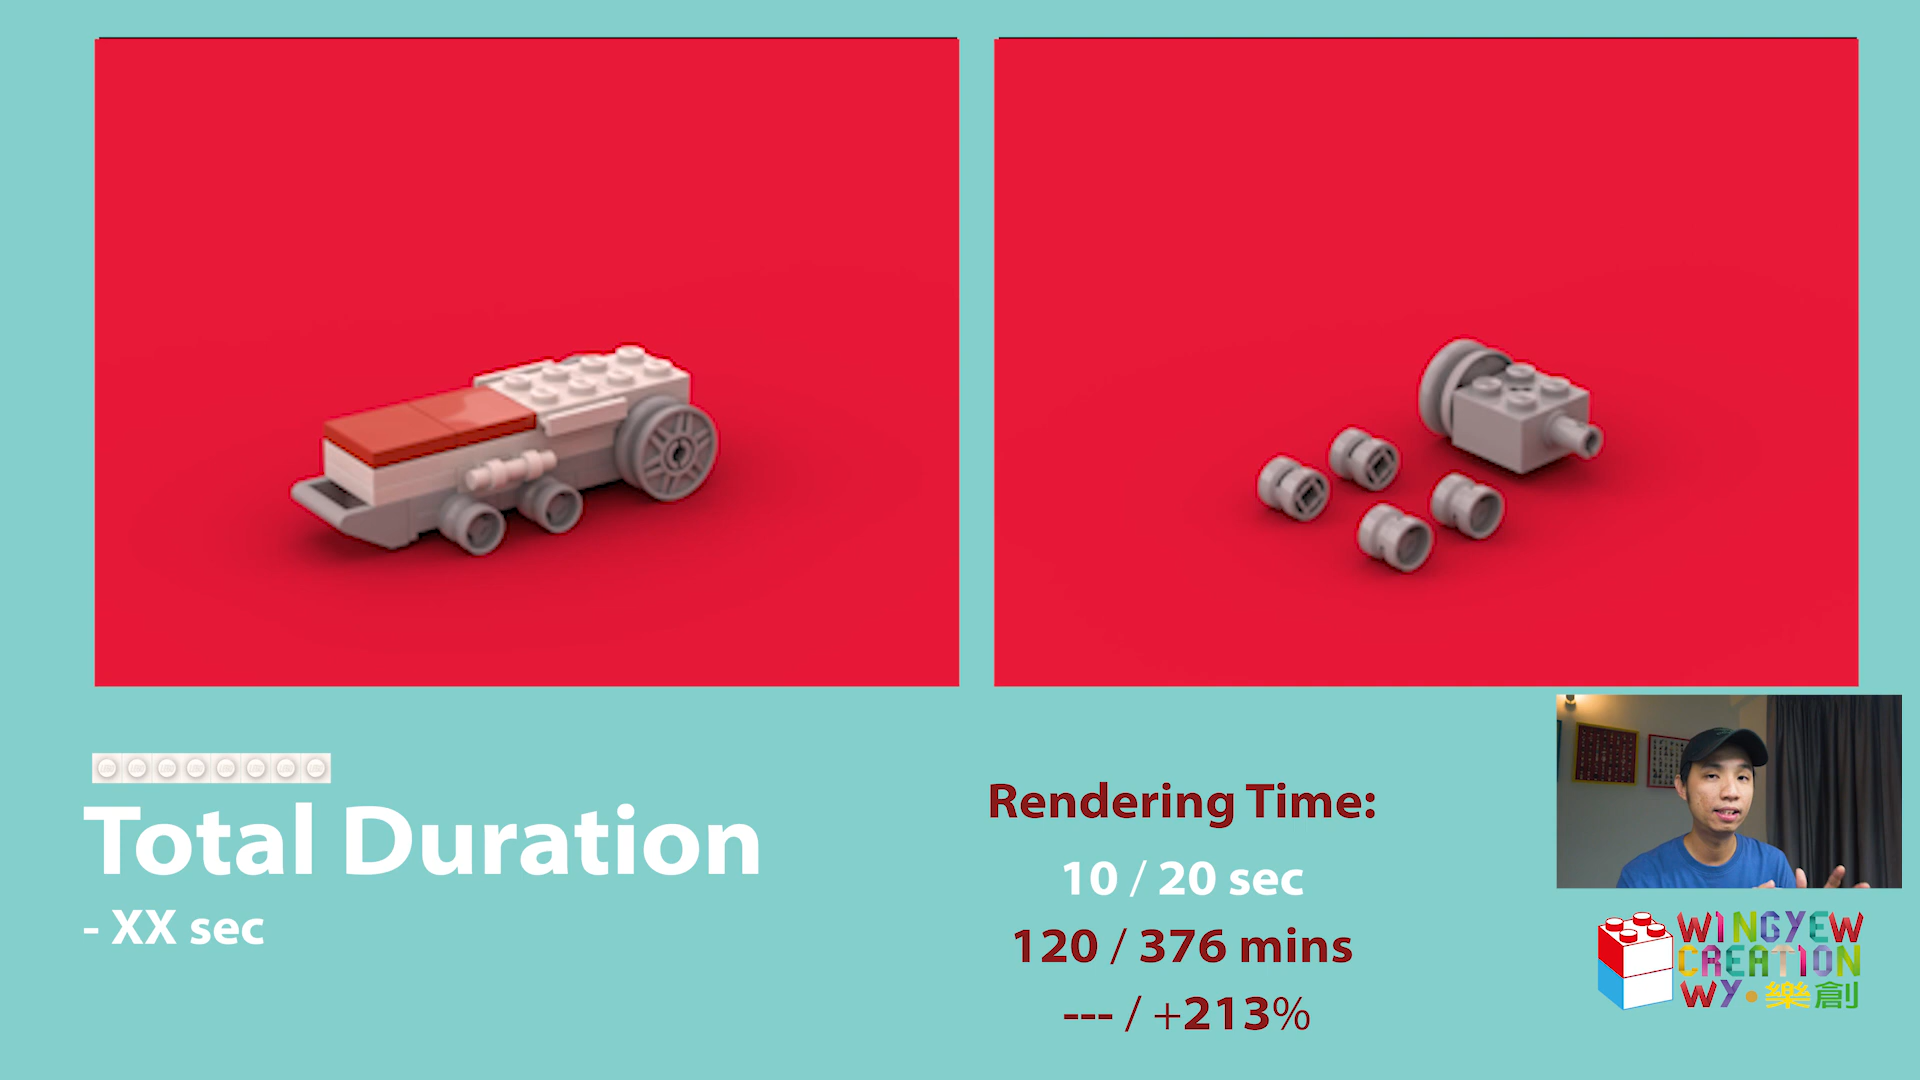 Total Duration
- XX sec
Rendering Time:
10 / 20 sec
120 / 376 mins
--- / +213%
WINGYEW
CREATION
WY•樂創